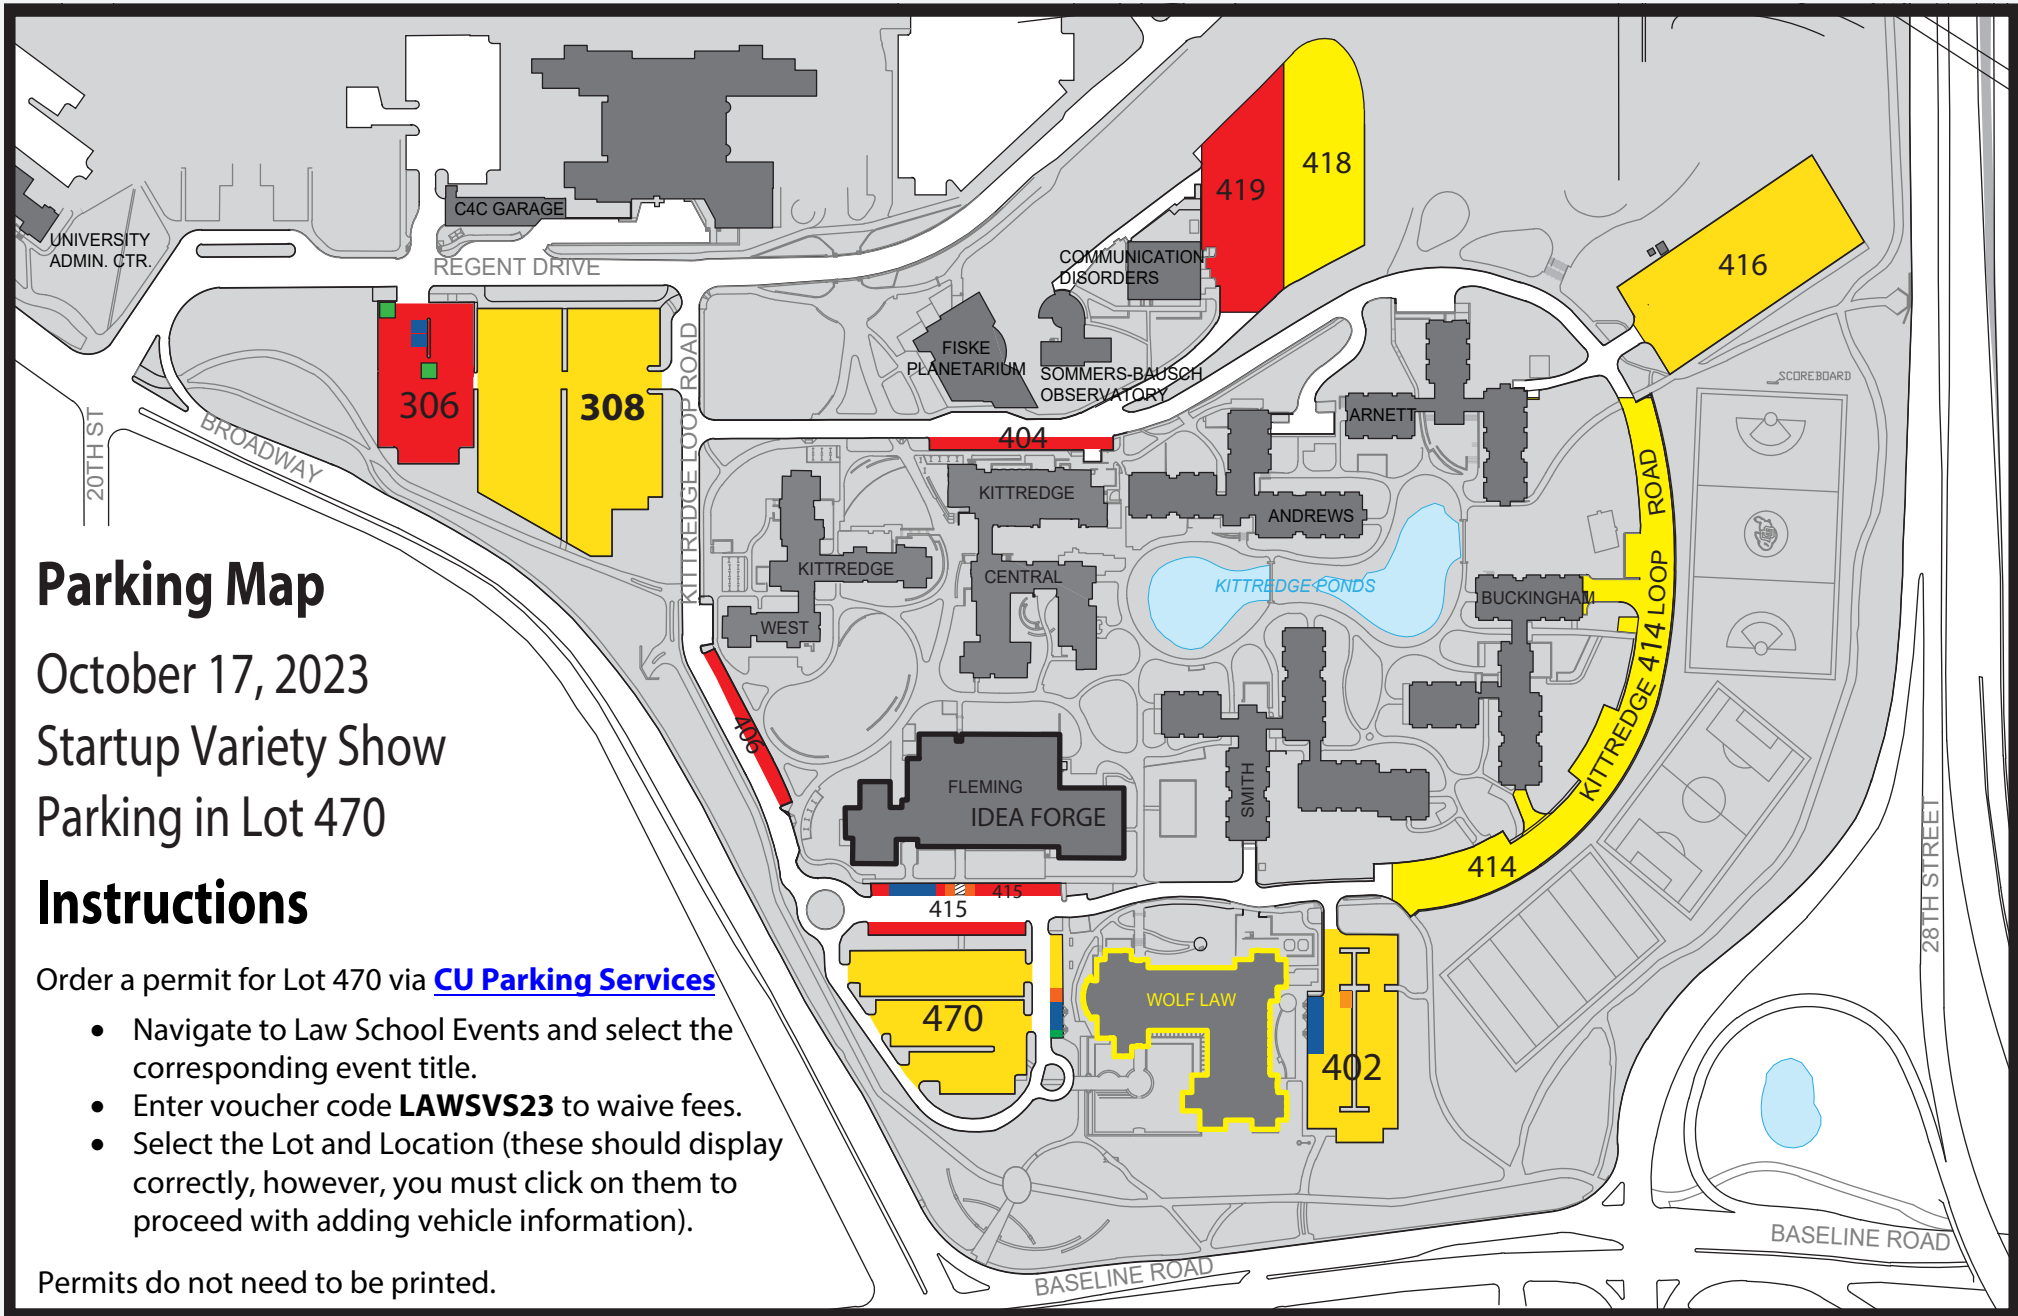 UNIVERSITY
ADMIN. CTR.
C4C GARAGE
REGENT DRIVE
COMMUNICATION
DISORDERS
419
418
416
306
308
FISKE
PLANETARIUM
SOMMERS-BAUSCH
OBSERVATORY
SCOREBOARD
20TH ST
BROADWAY
KITTREDGE LOOP ROAD
404
ARNETT
KITTREDGE
ANDREWS
KITTREDGE
CENTRAL
KITTREDGE PONDS
BUCKINGHAM
WEST
KITTREDGE 414 LOOP ROAD
406
FLEMING
IDEA FORGE
SMITH
414
415
415
28TH STREET
470
WOLF LAW
402
BASELINE ROAD
BASELINE ROAD
Parking Map
October 17, 2023
Startup Variety Show
Parking in Lot 470
Instructions
Order a permit for Lot 470 via CU Parking Services
• Navigate to Law School Events and select the
corresponding event title.
• Enter voucher code LAWSVS23 to waive fees.
• Select the Lot and Location (these should display
correctly, however, you must click on them to
proceed with adding vehicle information).
Permits do not need to be printed.